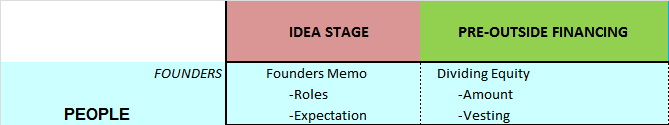 IDEA STAGE PRE-OUTSIDE FINANCING
FOUNDERS Founders Memo Dividing Equity
-Roles -Amount
PEOPLE -Expectation -Vesting